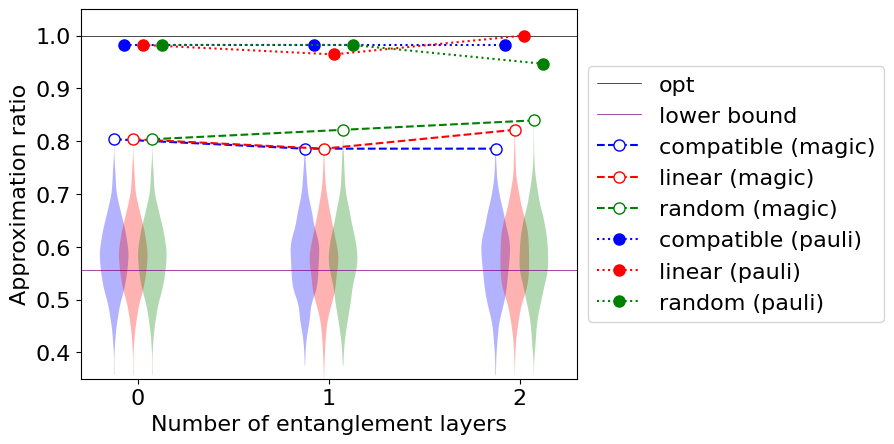 1.0
0.9
0.8
0.7
0.6
0.5
0.4
Approximation ratio
0
1
2
Number of entanglement layers
opt
lower bound
compatible (magic)
linear (magic)
random (magic)
compatible (pauli)
linear (pauli)
random (pauli)